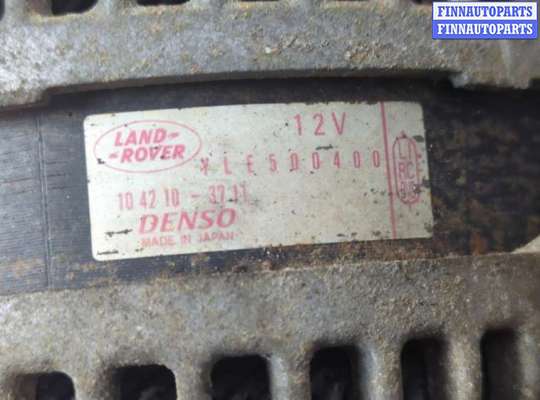 FINNAUTOPARTS
FINNAUTOPARTS
LAND-
-ROVER
12V
YLE500400
104210-3711
DENSO
MADE IN JAPAN